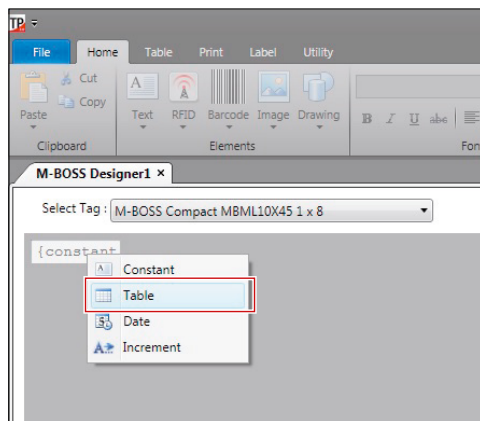 TP
File Home Table Print Label Utility
Cut
Copy
Paste
A
Text RFID Barcode Image Drawing
B I U abc
Clipboard Elements Fon
M-BOSS Designer1 ×
Select Tag : M-BOSS Compact MBML10X45 1 x 8
{constant
Constant
Table
Date
Increment